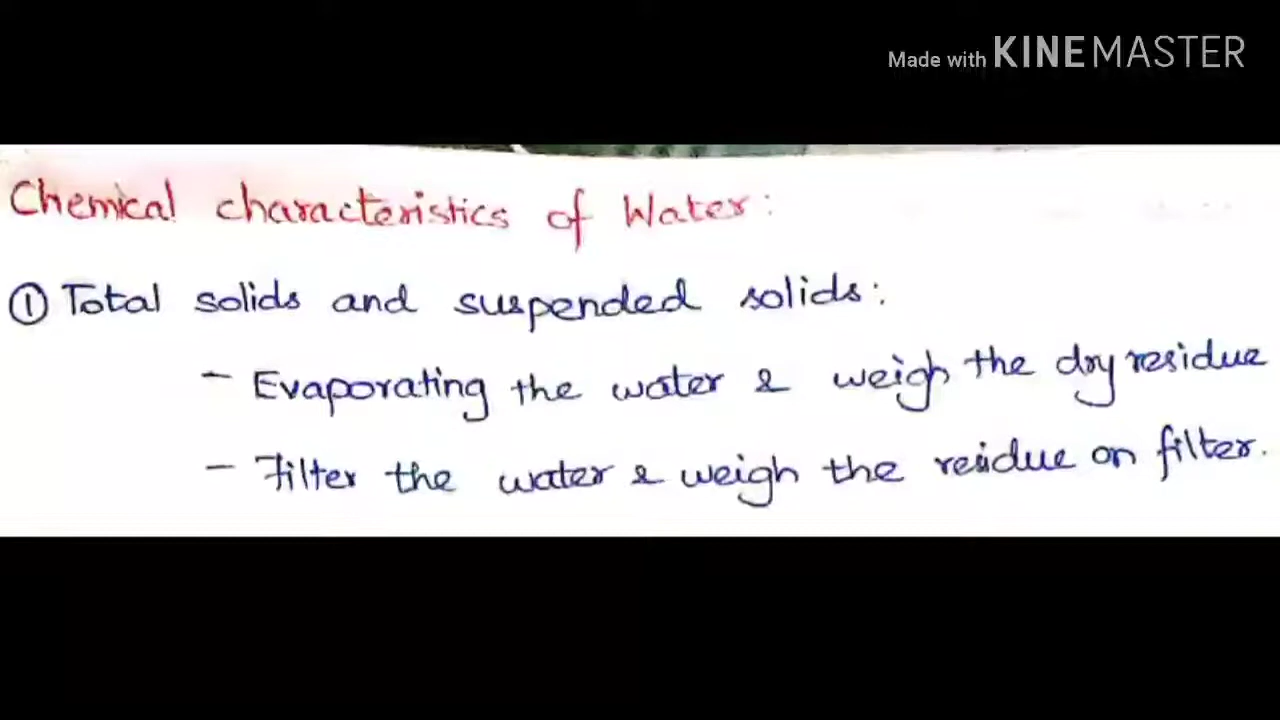 Made with KINEMASTER
Chemical characteristics of Water:
① Total solids and suspended solids:
- Evaporating the water & weigh the dry residue
- Filter the water & weigh the residue on filter.